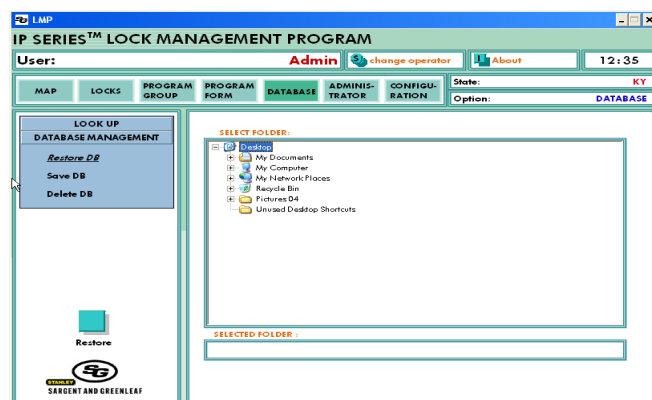 LMP
IP SERIES™ LOCK MANAGEMENT PROGRAM
User: Admin
change operator
About
12:35
MAP
LOCKS
PROGRAM GROUP
PROGRAM FORM
DATABASE
ADMINIS-TRATOR
CONFIGU-RATION
State: KY
Option: DATABASE
LOOK UP
DATABASE MANAGEMENT
Restore DB
Save DB
Delete DB
SELECT FOLDER:
Desktop
My Documents
My Computer
My Network Places
Recycle Bin
Pictures 04
Unused Desktop Shortcuts
SELECTED FOLDER :
Restore
SG
STANLEY
SARGENT AND GREENLEAF